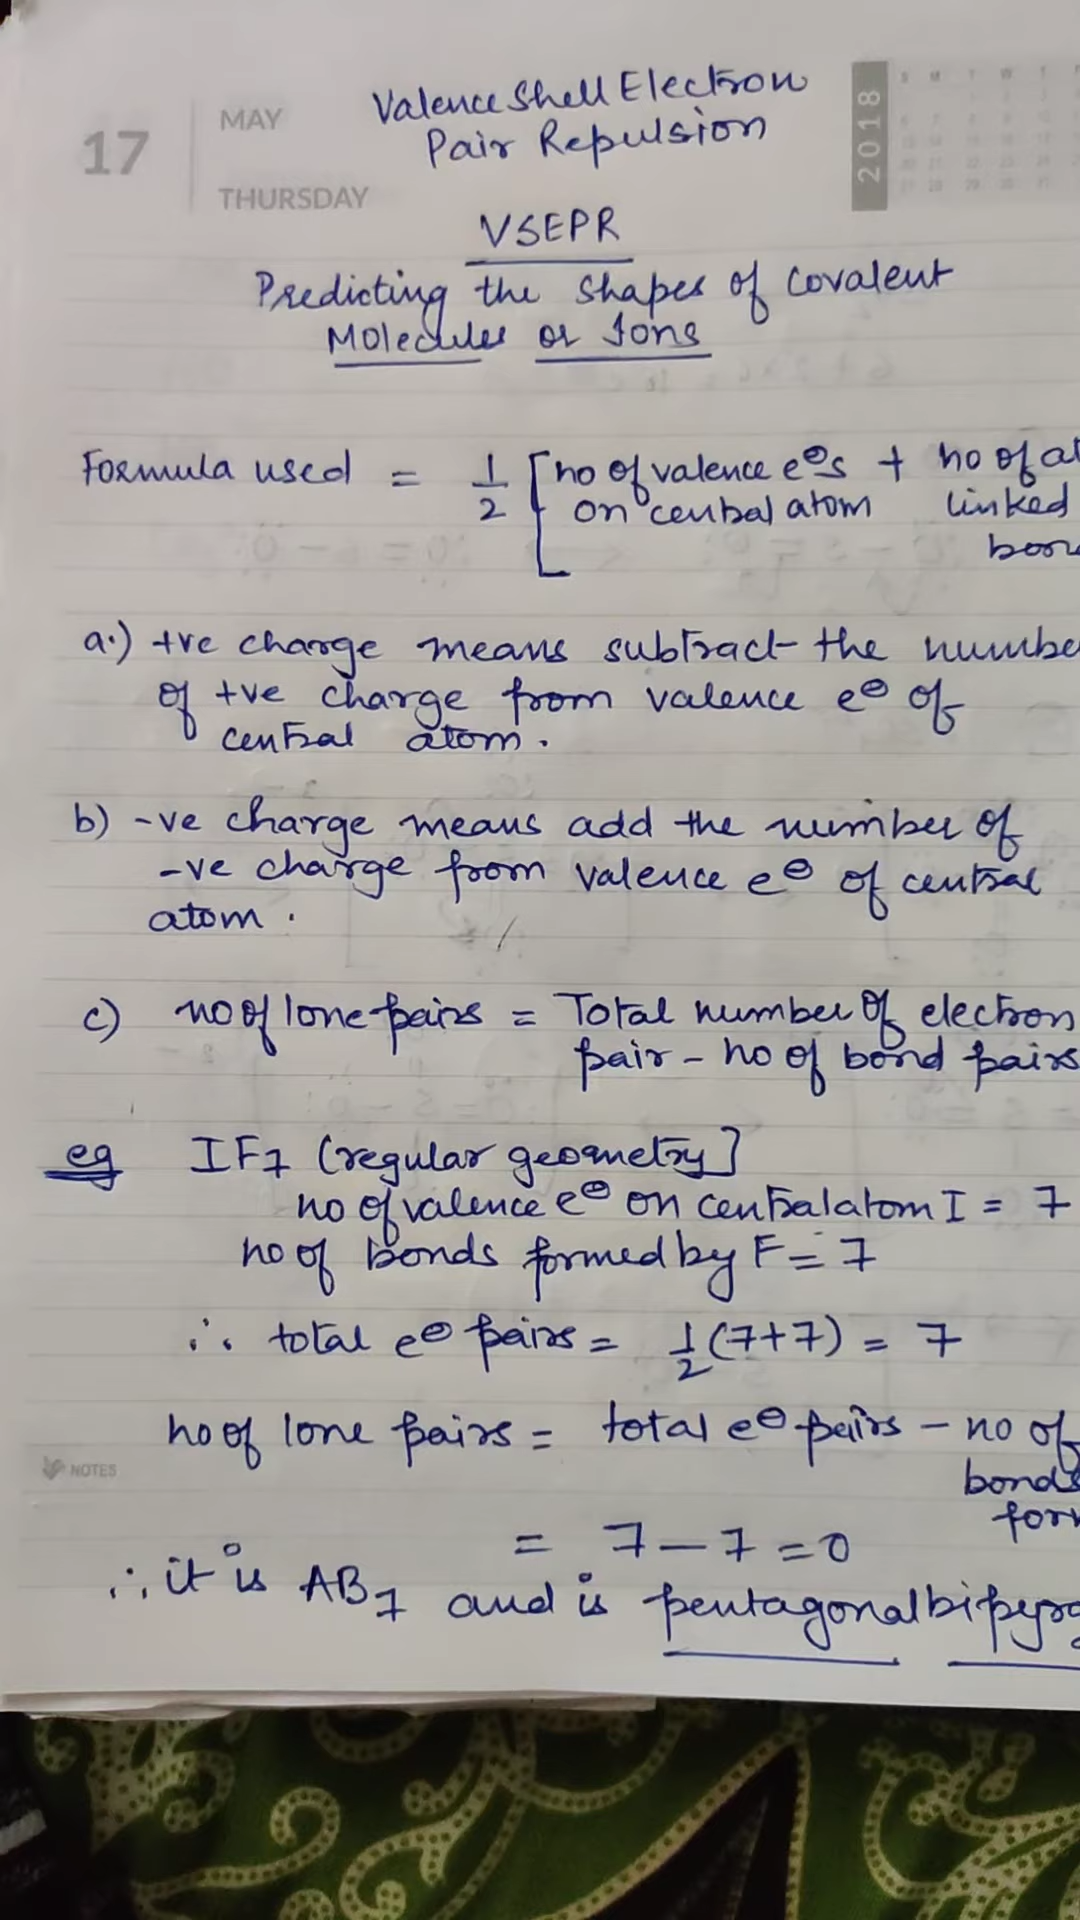 17
MAY
THURSDAY
2018
Valence Shell Electron
Pair Repulsion
VSEPR
Predicting the Shapes of Covalent
Molecules or Ions
Formula used = 1/2 [no of valence e⊖s + no of at
on central atom linked
bon
a.) +ve charge means subtract the numbe
of +ve charge from valence e⊖ of
central atom.
b) -ve charge means add the number of
-ve charge from valence e⊖ of central
atom.
c) no of lone pairs = Total number of electron
pair - no of bond pairs
eg IF7 (regular geometry]
no of valence e⊖ on central atom I = 7
no of bonds formed by F = 7
∴ total e⊖ pairs = 1/2 (7+7) = 7
no of lone pairs = total e⊖ pairs - no of
bonds
for
NOTES
= 7 - 7 = 0
∴ it is AB7 and is pentagonal bipyra